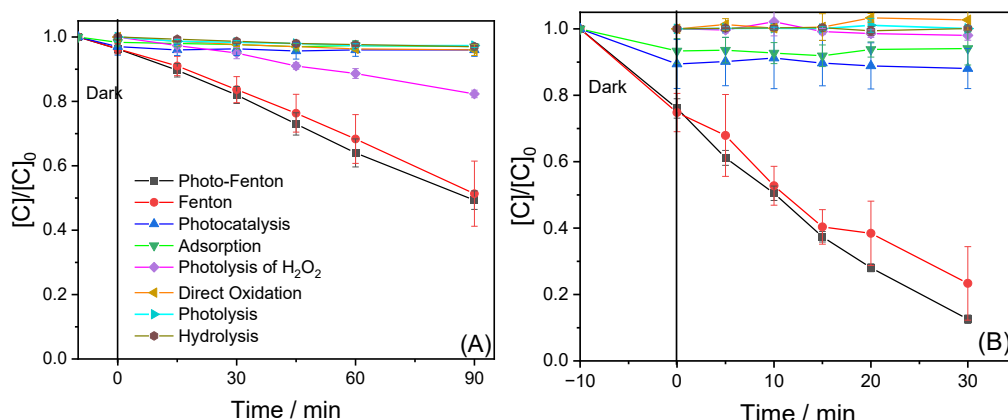 1.0
0.8
0.6
0.4
0.2
0.0
[C]/[C]₀
Dark
Photo-Fenton
Fenton
Photocatalysis
Adsorption
Photolysis of H₂O₂
Direct Oxidation
Photolysis
Hydrolysis
(A)
0 30 60 90
Time / min
1.0
0.8
0.6
0.4
0.2
0.0
[C]/[C]₀
Dark
(B)
−10 0 10 20 30
Time / min